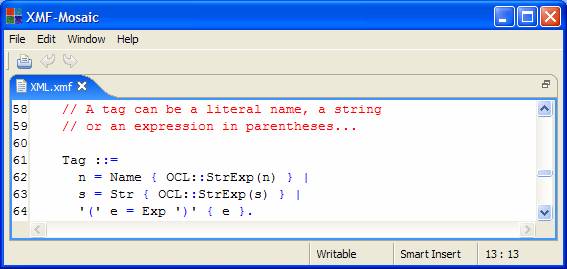 XMF-Mosaic
File Edit Window Help
XML.xmf
58 // A tag can be a literal name, a string
59 // or an expression in parentheses...
60
61 Tag ::=
62 n = Name { OCL::StrExp(n) } |
63 s = Str { OCL::StrExp(s) } |
64 '(' e = Exp ')' { e }.
Writable Smart Insert 13 : 13